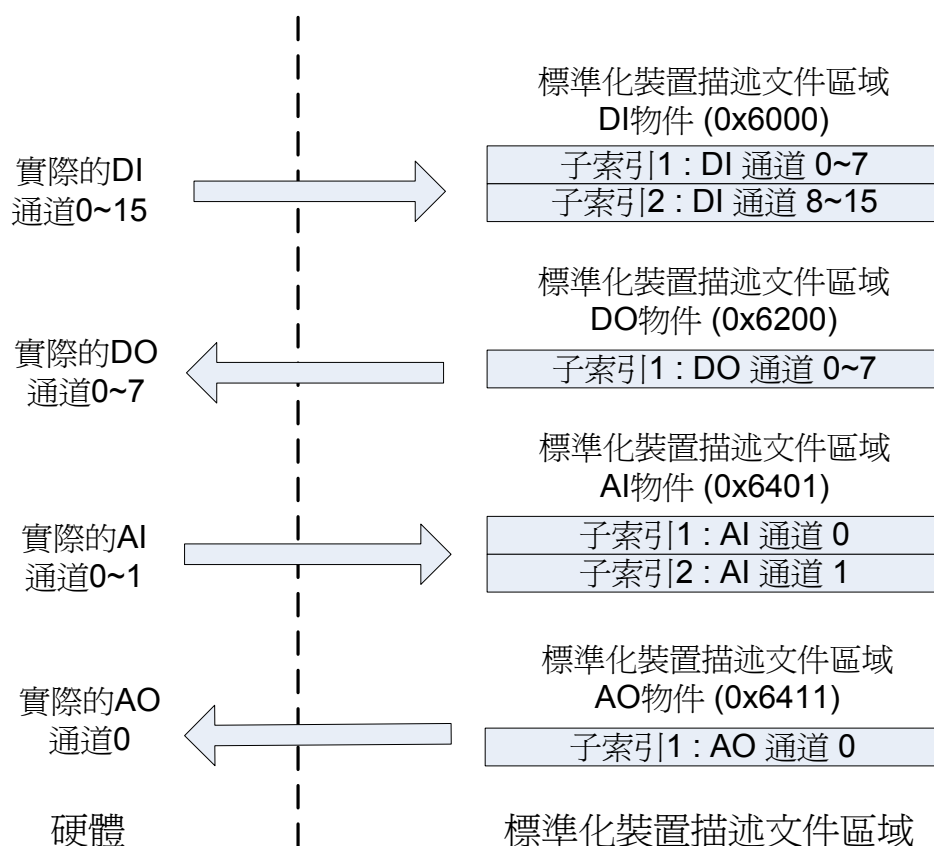 標準化裝置描述文件區域
DI物件 (0x6000)
實際的DI
通道0~15
子索引1 : DI 通道 0~7
子索引2 : DI 通道 8~15
標準化裝置描述文件區域
DO物件 (0x6200)
實際的DO
通道0~7
子索引1 : DO 通道 0~7
標準化裝置描述文件區域
AI物件 (0x6401)
實際的AI
通道0~1
子索引1 : AI 通道 0
子索引2 : AI 通道 1
標準化裝置描述文件區域
AO物件 (0x6411)
實際的AO
通道0
子索引1 : AO 通道 0
硬體
標準化裝置描述文件區域